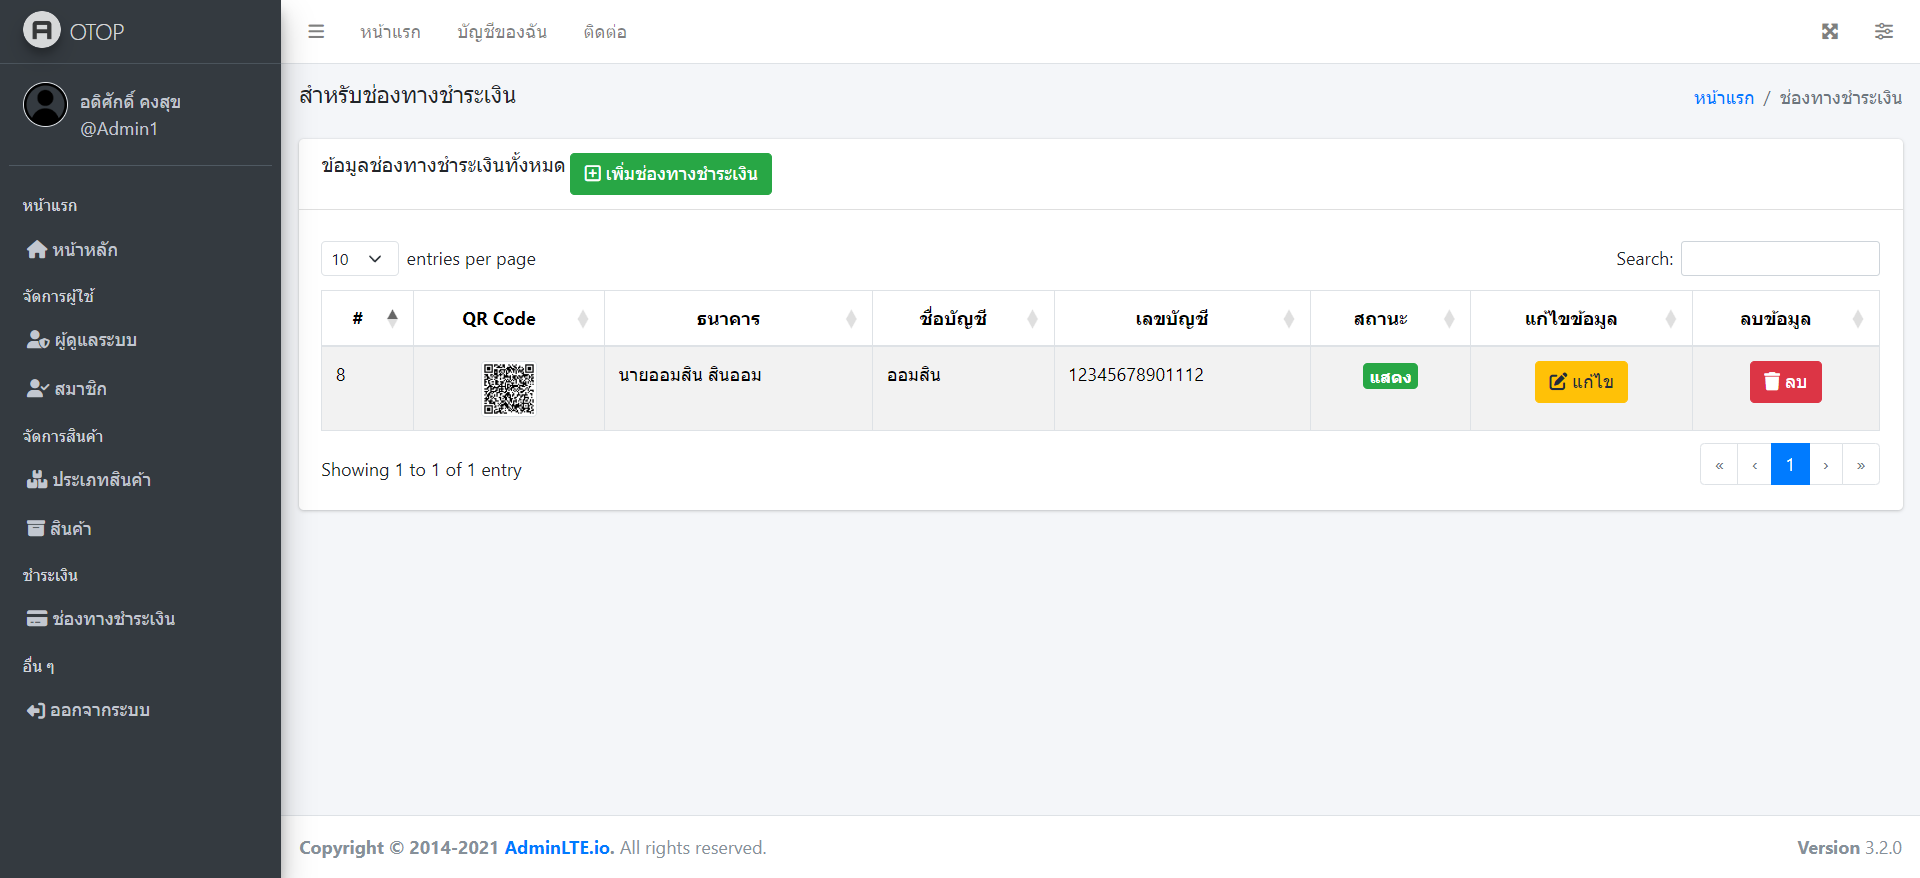 OTOP
อดิศักดิ์ คงสุข
@Admin1
หน้าแรก
หน้าหลัก
จัดการผู้ใช้
ผู้ดูแลระบบ
สมาชิก
จัดการสินค้า
ประเภทสินค้า
สินค้า
ชำระเงิน
ช่องทางชำระเงิน
อื่น ๆ
ออกจากระบบ
หน้าแรก บัญชีของฉัน ติดต่อ
สำหรับช่องทางชำระเงิน
หน้าแรก / ช่องทางชำระเงิน
ข้อมูลช่องทางชำระเงินทั้งหมด เพิ่มช่องทางชำระเงิน
10 entries per page Search:
# QR Code ธนาคาร ชื่อบัญชี เลขบัญชี สถานะ แก้ไขข้อมูล ลบข้อมูล
8 นายออมสิน สินออม ออมสิน 12345678901112 แสดง แก้ไข ลบ
Showing 1 to 1 of 1 entry « ‹ 1 › »
Copyright © 2014-2021 AdminLTE.io. All rights reserved. Version 3.2.0